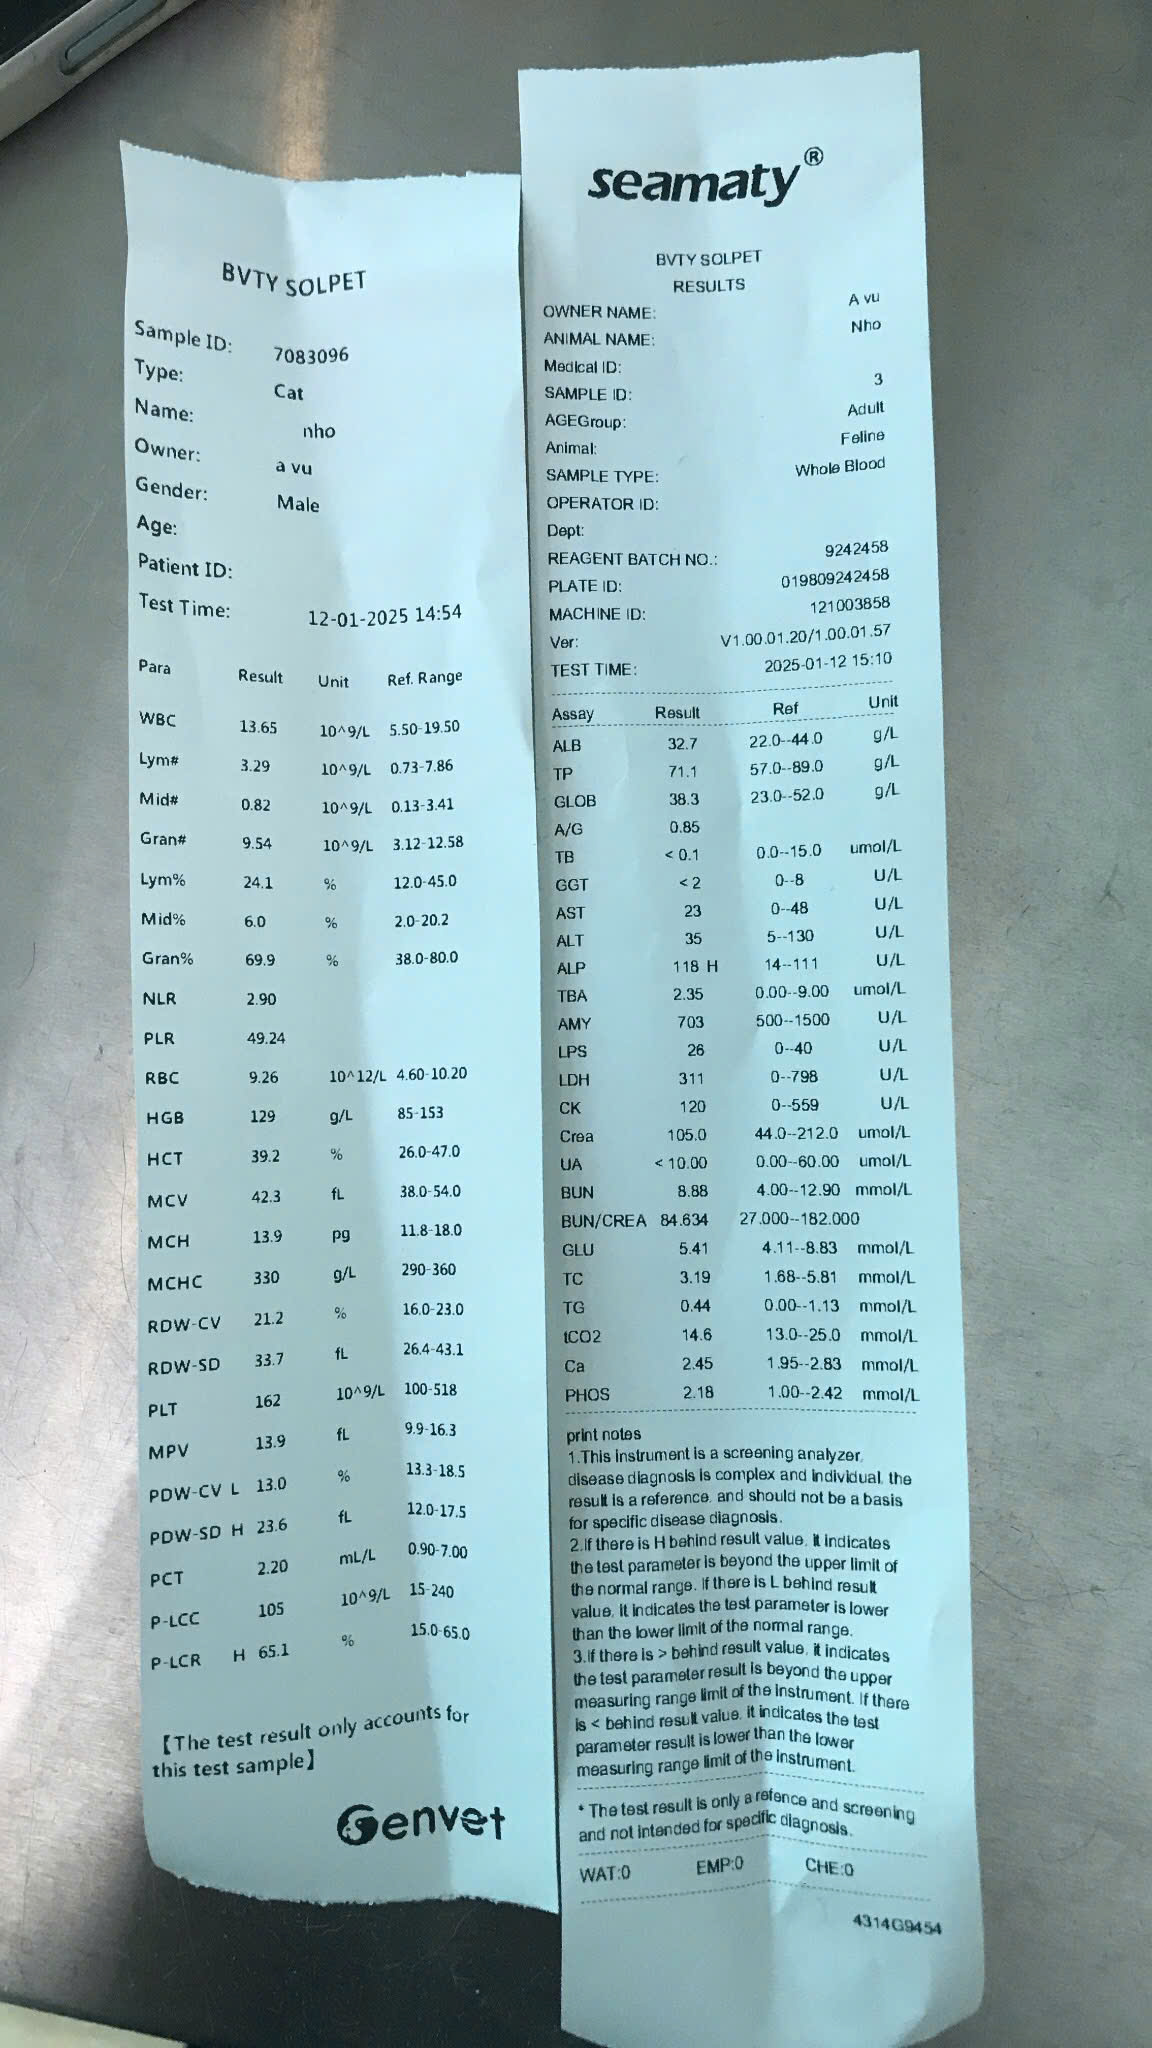 BVTY SOLPET
Sample ID: 7083096
Type: Cat
Name: nho
Owner: a vu
Gender: Male
Age:
Patient ID:
Test Time: 12-01-2025 14:54
Para Result Unit Ref. Range
WBC 13.65 10^9/L 5.50-19.50
Lym# 3.29 10^9/L 0.73-7.86
Mid# 0.82 10^9/L 0.13-3.41
Gran# 9.54 10^9/L 3.12-12.58
Lym% 24.1 % 12.0-45.0
Mid% 6.0 % 2.0-20.2
Gran% 69.9 % 38.0-80.0
NLR 2.90
PLR 49.24
RBC 9.26 10^12/L 4.60-10.20
HGB 129 g/L 85-153
HCT 39.2 % 26.0-47.0
MCV 42.3 fL 38.0-54.0
MCH 13.9 pg 11.8-18.0
MCHC 330 g/L 290-360
RDW-CV 21.2 % 16.0-23.0
RDW-SD 33.7 fL 26.4-43.1
PLT 162 10^9/L 100-518
MPV 13.9 fL 9.9-16.3
PDW-CV L 13.0 % 13.3-18.5
PDW-SD H 23.6 fL 12.0-17.5
PCT 2.20 mL/L 0.90-7.00
P-LCC 105 10^9/L 15-240
P-LCR H 65.1 % 15.0-65.0
【The test result only accounts for
this test sample】
Genvet
seamaty®
BVTY SOLPET
RESULTS
OWNER NAME: A vu
ANIMAL NAME: Nho
Medical ID:
SAMPLE ID: 3
AGEGroup: Adult
Animal: Feline
SAMPLE TYPE: Whole Blood
OPERATOR ID:
Dept:
REAGENT BATCH NO.: 9242458
PLATE ID: 019809242458
MACHINE ID: 121003858
Ver: V1.00.01.20/1.00.01.57
TEST TIME: 2025-01-12 15:10
Assay Result Ref Unit
ALB 32.7 22.0--44.0 g/L
TP 71.1 57.0--89.0 g/L
GLOB 38.3 23.0--52.0 g/L
A/G 0.85
TB < 0.1 0.0--15.0 umol/L
GGT < 2 0--8 U/L
AST 23 0--48 U/L
ALT 35 5--130 U/L
ALP 118 H 14--111 U/L
TBA 2.35 0.00--9.00 umol/L
AMY 703 500--1500 U/L
LPS 26 0--40 U/L
LDH 311 0--798 U/L
CK 120 0--559 U/L
Crea 105.0 44.0--212.0 umol/L
UA < 10.00 0.00--60.00 umol/L
BUN 8.88 4.00--12.90 mmol/L
BUN/CREA 84.634 27.000--182.000
GLU 5.41 4.11--8.83 mmol/L
TC 3.19 1.68--5.81 mmol/L
TG 0.44 0.00--1.13 mmol/L
tCO2 14.6 13.0--25.0 mmol/L
Ca 2.45 1.95--2.83 mmol/L
PHOS 2.18 1.00--2.42 mmol/L
print notes
1.This instrument is a screening analyzer,
disease diagnosis is complex and individual, the
result is a reference, and should not be a basis
for specific disease diagnosis.
2.If there is H behind result value, it indicates
the test parameter is beyond the upper limit of
the normal range. If there is L behind result
value, it indicates the test parameter is lower
than the lower limit of the normal range.
3.If there is > behind result value, it indicates
the test parameter result is beyond the upper
measuring range limit of the instrument. If there
is < behind result value, it indicates the test
parameter result is lower than the lower
measuring range limit of the instrument.
* The test result is only a refence and screening
and not intended for specific diagnosis.
WAT:0 EMP:0 CHE:0
4314G9454